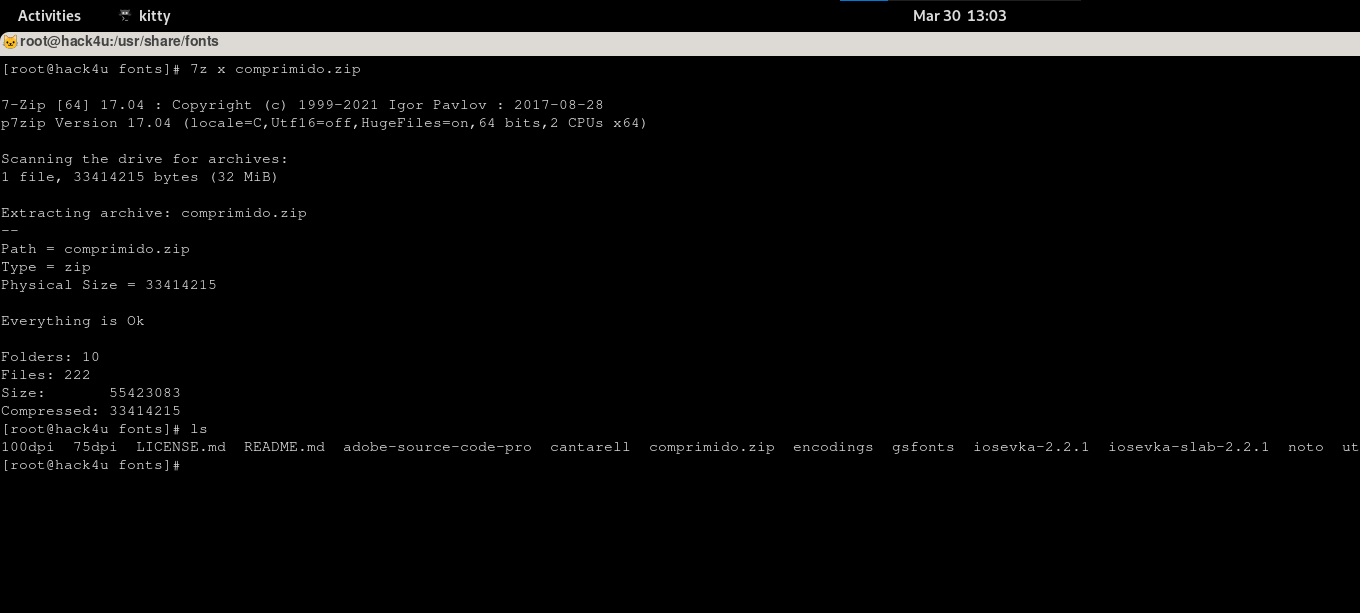 Activities kitty Mar 30 13:03
root@hack4u:/usr/share/fonts
[root@hack4u fonts]# 7z x comprimido.zip
7-Zip [64] 17.04 : Copyright (c) 1999-2021 Igor Pavlov : 2017-08-28
p7zip Version 17.04 (locale=C,Utf16=off,HugeFiles=on,64 bits,2 CPUs x64)
Scanning the drive for archives:
1 file, 33414215 bytes (32 MiB)
Extracting archive: comprimido.zip
--
Path = comprimido.zip
Type = zip
Physical Size = 33414215
Everything is Ok
Folders: 10
Files: 222
Size:       55423083
Compressed: 33414215
[root@hack4u fonts]# ls
100dpi  75dpi  LICENSE.md  README.md  adobe-source-code-pro  cantarell  comprimido.zip  encodings  gsfonts  iosevka-2.2.1  iosevka-slab-2.2.1  noto  ut
[root@hack4u fonts]#